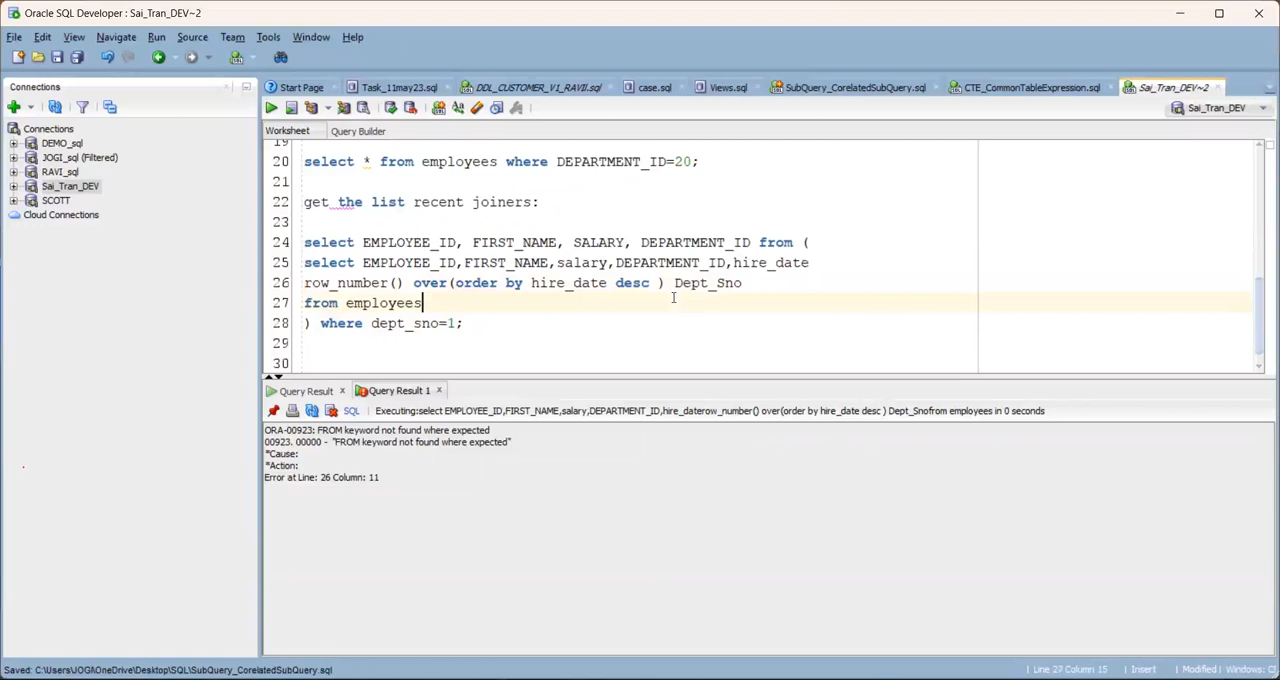 Oracle SQL Developer : Sai_Tran_DEV~2
File Edit View Navigate Run Source Team Tools Window Help
Connections
Start Page
Task_11may23.sql
DDL_CUSTOMER_V1_RAVII.sql
case.sql
Views.sql
SubQuery_CorelatedSubQuery.sql
CTE_CommonTableExpression.sql
Sai_Tran_DEV~2
Sai_Tran_DEV
Connections
DEMO_sql
JOGI_sql (Filtered)
RAVI_sql
Sai_Tran_DEV
SCOTT
Cloud Connections
Worksheet Query Builder
19
20 select * from employees where DEPARTMENT_ID=20;
21
22 get the list recent joiners:
23
24 select EMPLOYEE_ID, FIRST_NAME, SALARY, DEPARTMENT_ID from (
25 select EMPLOYEE_ID,FIRST_NAME,salary,DEPARTMENT_ID,hire_date
26 row_number() over(order by hire_date desc ) Dept_Sno
27 from employees
28 ) where dept_sno=1;
29
30
Query Result × Query Result 1 ×
SQL Executing:select EMPLOYEE_ID,FIRST_NAME,salary,DEPARTMENT_ID,hire_daterow_number() over(order by hire_date desc ) Dept_Snofrom employees in 0 seconds
ORA-00923: FROM keyword not found where expected
00923. 00000 - "FROM keyword not found where expected"
*Cause:
*Action:
Error at Line: 26 Column: 11
Saved: C:\Users\JOGI\OneDrive\Desktop\SQL\SubQuery_CorelatedSubQuery.sql
Line 27 Column 15 Insert Modified Windows: C